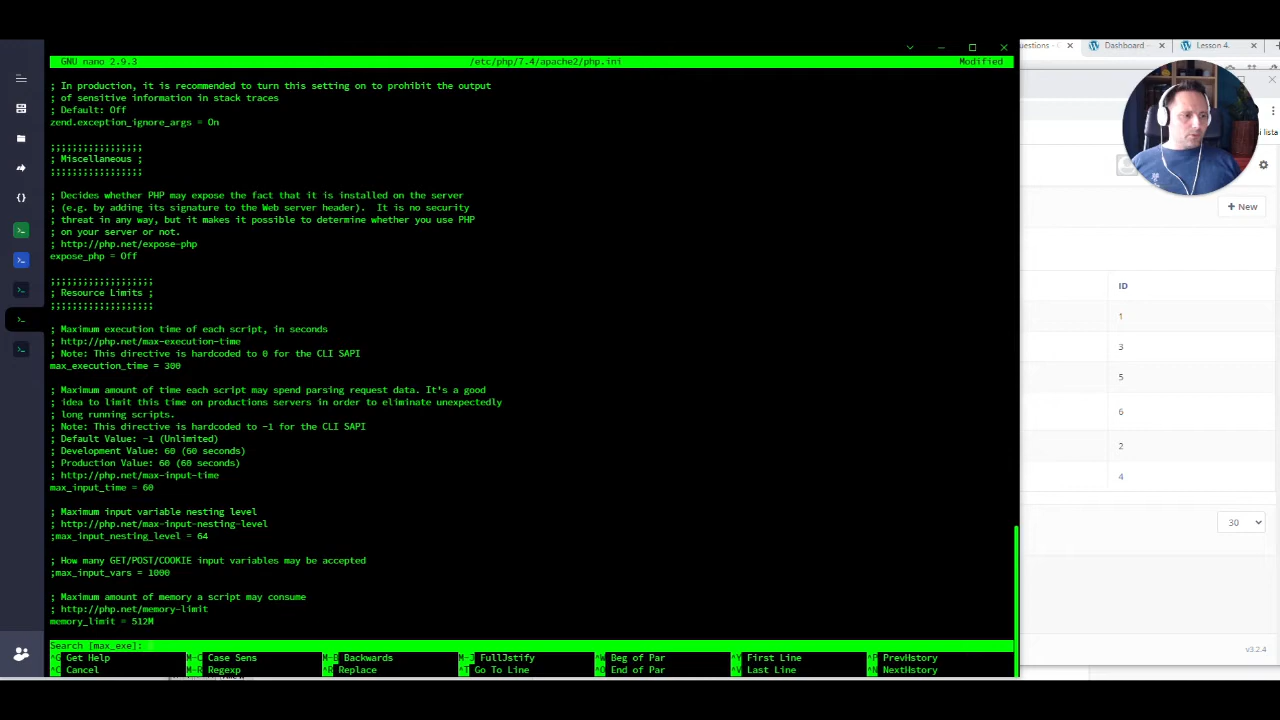 uestions - C
Dashboard -
Lesson 4.
GNU nano 2.9.3
/etc/php/7.4/apache2/php.ini
Modified
; In production, it is recommended to turn this setting on to prohibit the output
; of sensitive information in stack traces
; Default: Off
zend.exception_ignore_args = On
;;;;;;;;;;;;;;;;;
; Miscellaneous ;
;;;;;;;;;;;;;;;;;
; Decides whether PHP may expose the fact that it is installed on the server
; (e.g. by adding its signature to the Web server header).  It is no security
; threat in any way, but it makes it possible to determine whether you use PHP
; on your server or not.
; http://php.net/expose-php
expose_php = Off
;;;;;;;;;;;;;;;;;;;
; Resource Limits ;
;;;;;;;;;;;;;;;;;;;
; Maximum execution time of each script, in seconds
; http://php.net/max-execution-time
; Note: This directive is hardcoded to 0 for the CLI SAPI
max_execution_time = 300
; Maximum amount of time each script may spend parsing request data. It's a good
; idea to limit this time on productions servers in order to eliminate unexpectedly
; long running scripts.
; Note: This directive is hardcoded to -1 for the CLI SAPI
; Default Value: -1 (Unlimited)
; Development Value: 60 (60 seconds)
; Production Value: 60 (60 seconds)
; http://php.net/max-input-time
max_input_time = 60
; Maximum input variable nesting level
; http://php.net/max-input-nesting-level
;max_input_nesting_level = 64
; How many GET/POST/COOKIE input variables may be accepted
;max_input_vars = 1000
; Maximum amount of memory a script may consume
; http://php.net/memory-limit
memory_limit = 512M
Search [max_exe]:
^G Get Help M-C Case Sens M-B Backwards M-J FullJstify ^W Beg of Par ^Y First Line ^P PrevHstory
^C Cancel M-R Regexp ^R Replace ^T Go To Line ^O End of Par ^V Last Line ^N NextHstory
i lista
+ New
ID
1
3
5
6
2
4
30
v3.2.4